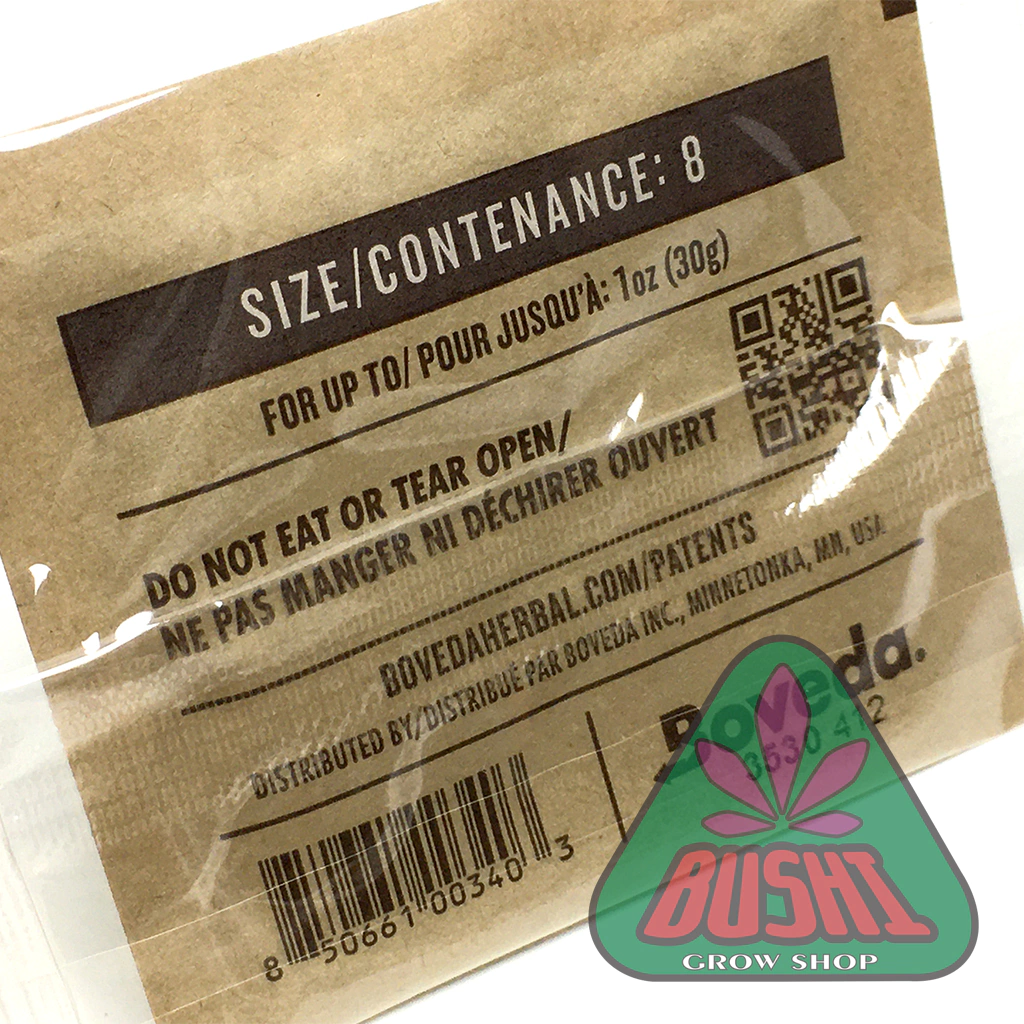 SIZE/CONTENANCE: 8
FOR UP TO/ POUR JUSQU'À: 1oz (30g)
DO NOT EAT OR TEAR OPEN/
NE PAS MANGER NI DÉCHIRER OUVERT
BOVEDAHERBAL.COM/PATENTS
DISTRIBUTED BY/DISTRIBUÉ PAR BOVEDA INC., MINNETONKA, MN, USA
Boveda.
3530 412
8 50661 00340 3
BUSHI
GROW SHOP